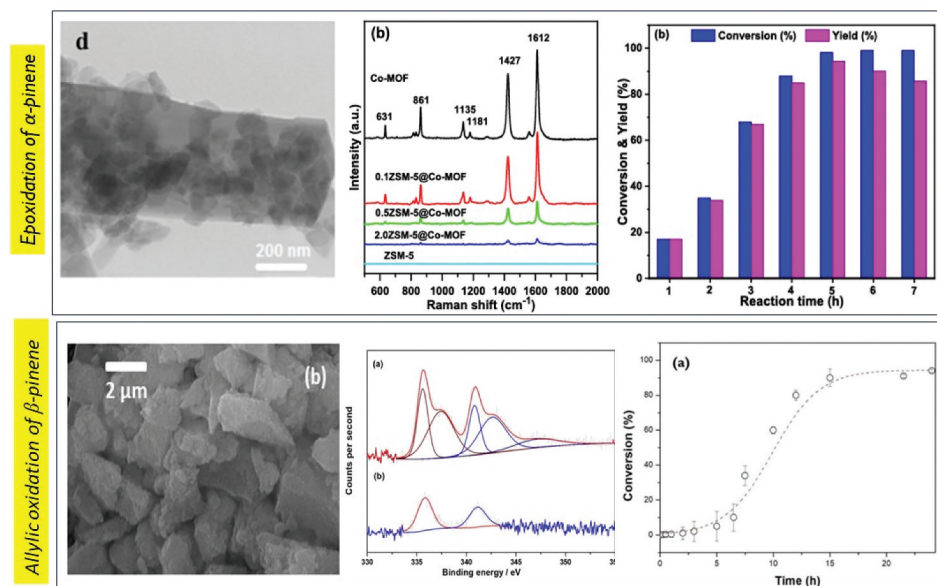 Epoxidation of α-pinene
d
200 nm
(b)
Co-MOF
631
861
1135
1181
1427
1612
0.1ZSM-5@Co-MOF
0.5ZSM-5@Co-MOF
2.0ZSM-5@Co-MOF
ZSM-5
Intensity (a.u.)
600 800 1000 1200 1400 1600 1800 2000
Raman shift (cm⁻¹)
(b)
Conversion (%) Yield (%)
Conversion & Yield (%)
100
80
60
40
20
0
1 2 3 4 5 6 7
Reaction time (h)
Allylic oxidation of β-pinene
2 μm
(b)
(a)
(b)
Counts per second
330 335 340 345 350 35
Binding energy / eV
(a)
Conversion (%)
100
80
60
40
20
0
0 5 10 15 20
Time (h)